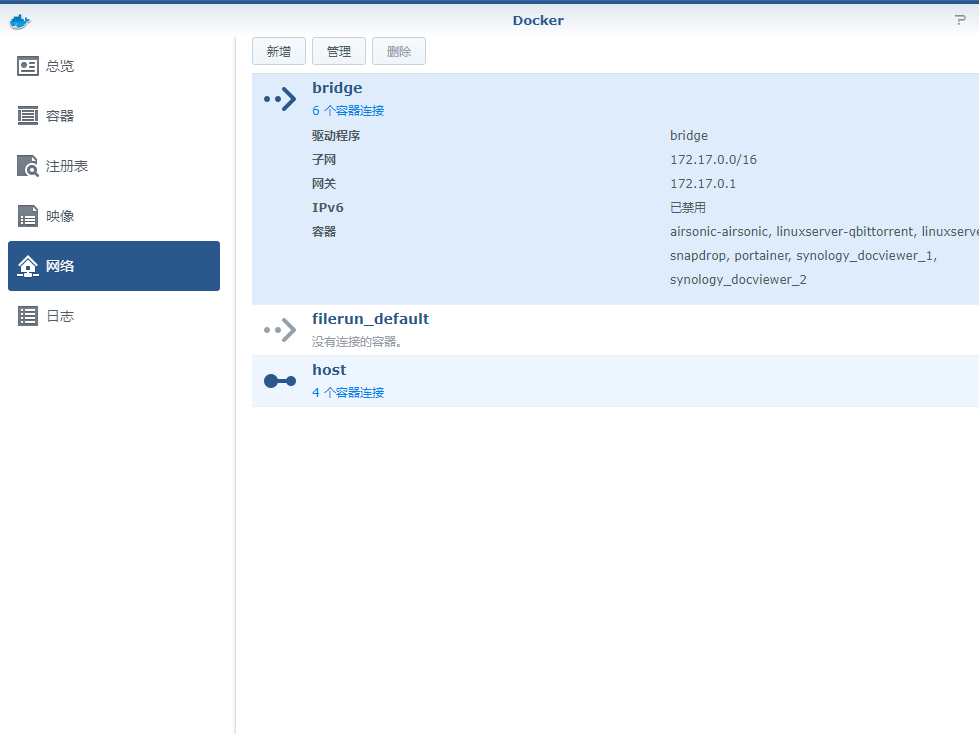 Docker
?
新增 管理 删除
总览
容器
注册表
映像
网络
日志
bridge
6 个容器连接
驱动程序 bridge
子网 172.17.0.0/16
网关 172.17.0.1
IPv6 已禁用
容器 airsonic-airsonic, linuxserver-qbittorrent, linuxserve
snapdrop, portainer, synology_docviewer_1,
synology_docviewer_2
filerun_default
没有连接的容器。
host
4 个容器连接